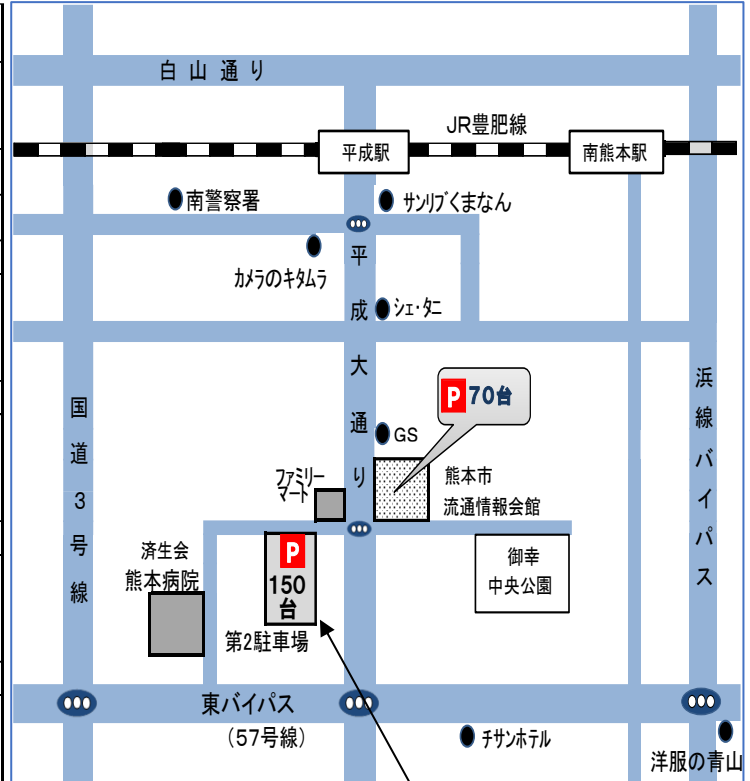 白山通り
JR豊肥線
平成駅
南熊本駅
南警察署
サンリブくまなん
カメラのキタムラ
平成大通り
シェ・タニ
国道3号線
浜線バイパス
P 70台
GS
ファミリー
マート
熊本市
流通情報会館
済生会
熊本病院
P
150
台
第2駐車場
御幸
中央公園
東バイパス
(57号線)
チサンホテル
洋服の青山